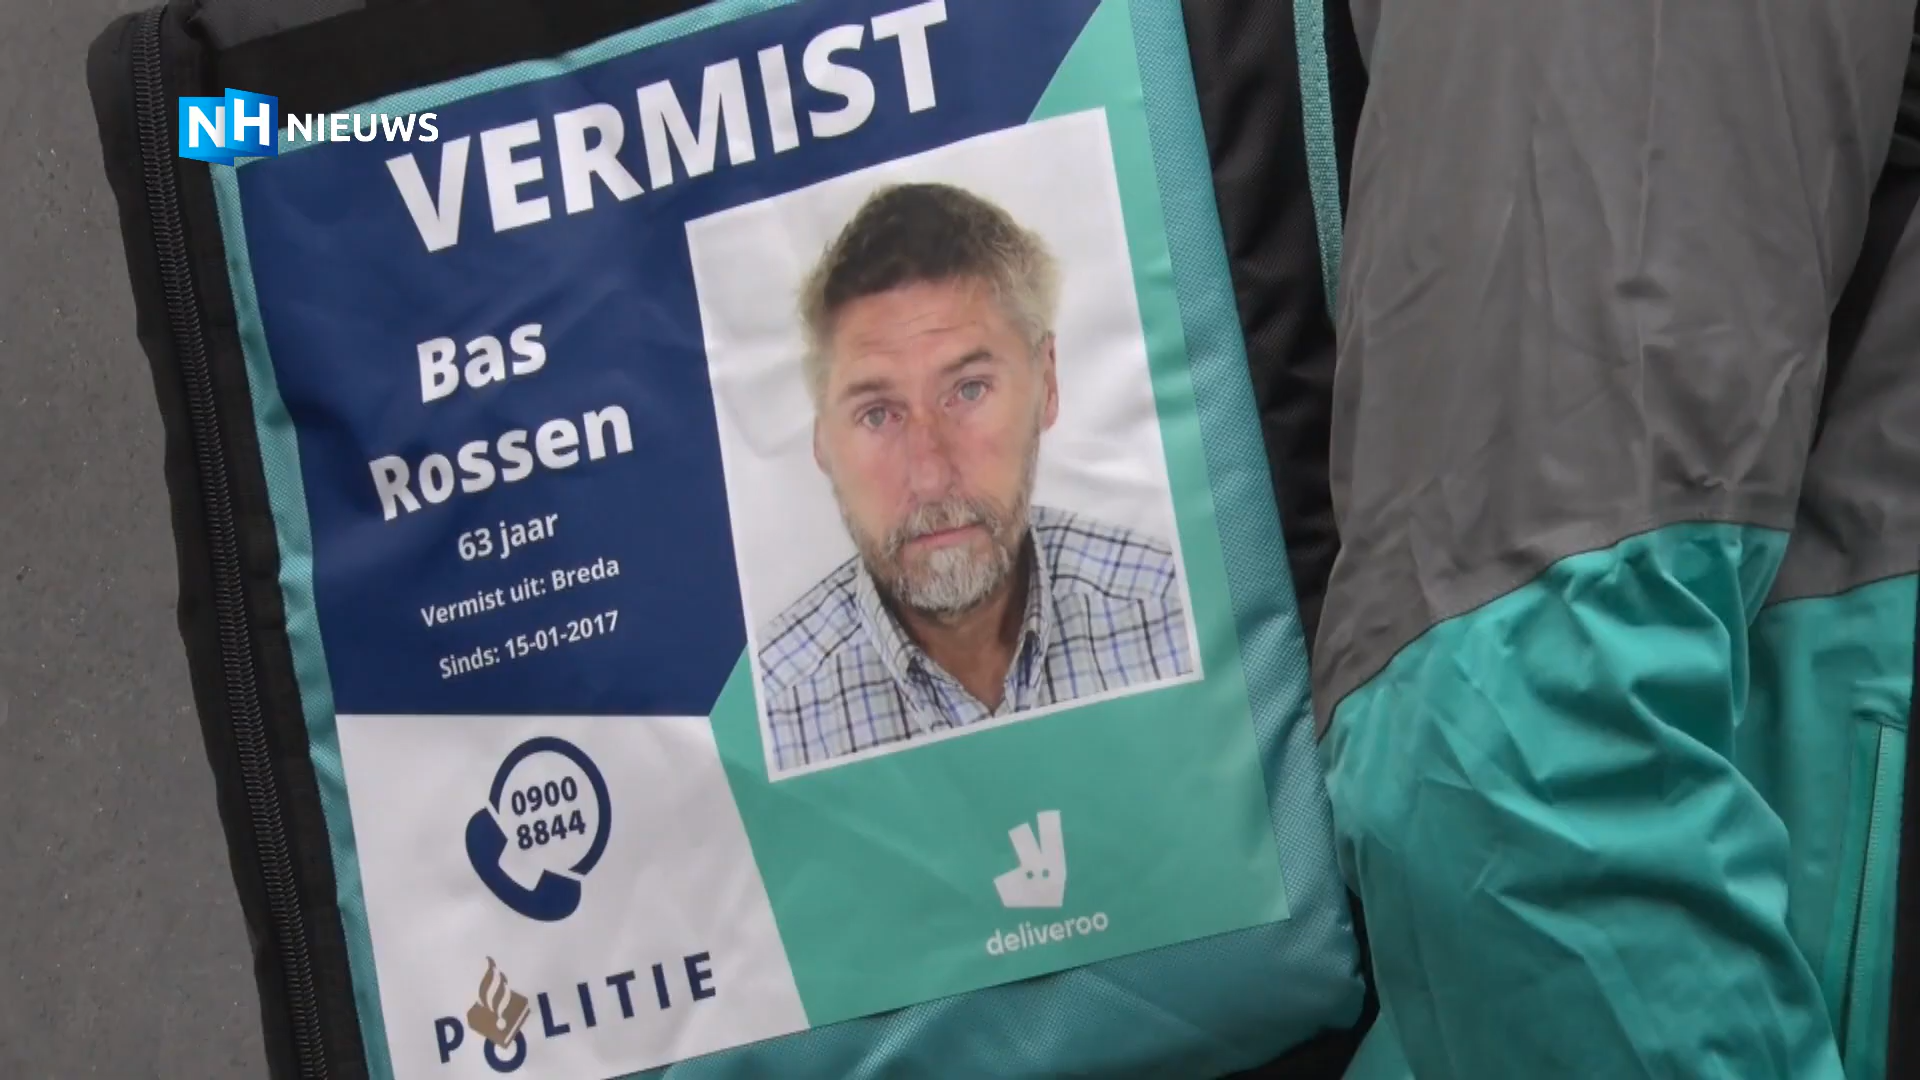 NH NIEUWS
VERMIST
Bas
Rossen
63 jaar
Vermist uit: Breda
Sinds: 15-01-2017
0900
8844
POLITIE
deliveroo